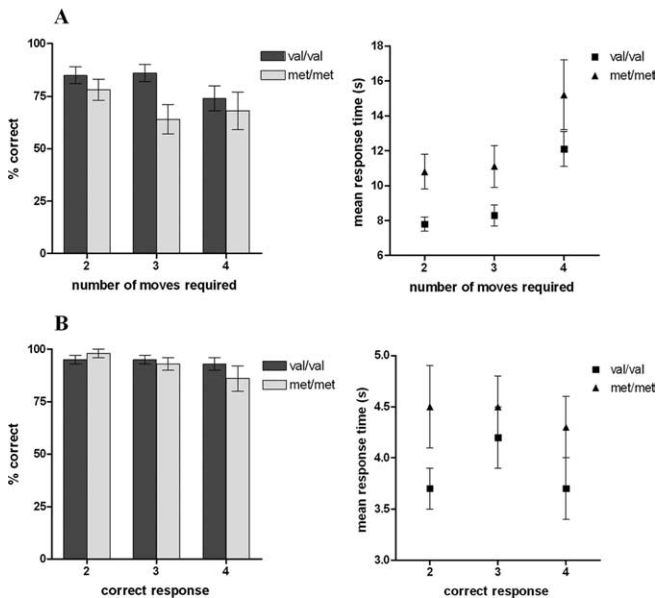 A
100
75
50
25
0
% correct
2 3 4
number of moves required
val/val
met/met
18
16
14
12
10
8
6
mean response time (s)
2 3 4
number of moves required
val/val
met/met
B
100
75
50
25
0
% correct
2 3 4
correct response
val/val
met/met
5.0
4.5
4.0
3.5
3.0
mean response time (s)
2 3 4
correct response
val/val
met/met